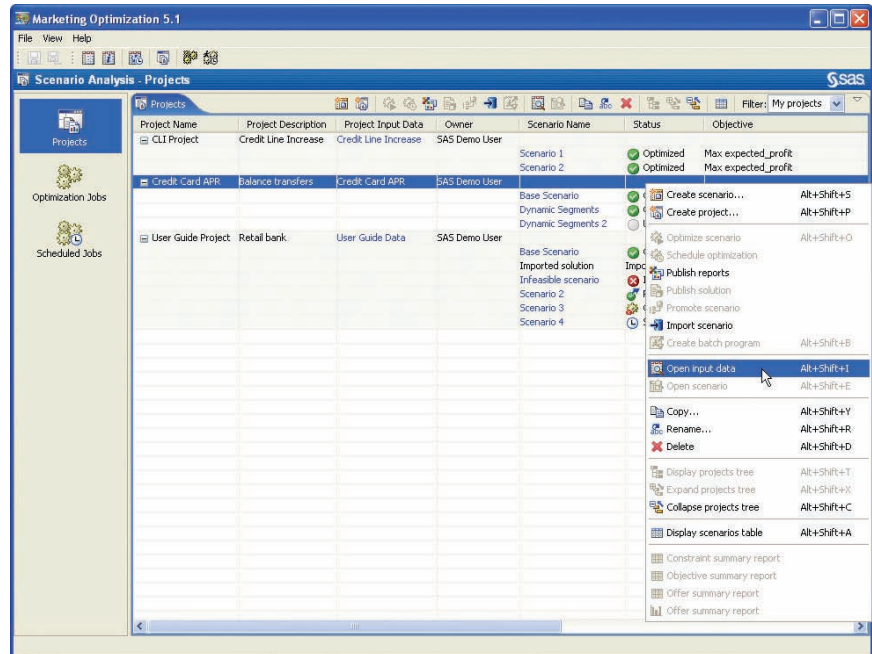 Marketing Optimization 5.1
File View Help
Scenario Analysis - Projects
sas
Projects
Filter: My projects
Projects
Optimization Jobs
Scheduled Jobs
Project Name Project Description Project Input Data Owner Scenario Name Status Objective
CLI Project Credit Line Increase Credit Line Increase SAS Demo User
Scenario 1 Optimized Max expected_profit
Scenario 2 Optimized Max expected_profit
Credit Card APR Balance transfers Credit Card APR SAS Demo User
Base Scenario
Dynamic Segments
Dynamic Segments 2
User Guide Project Retail bank User Guide Data SAS Demo User
Base Scenario
Imported solution
Infeasible scenario
Scenario 2
Scenario 3
Scenario 4
Create scenario... Alt+Shift+S
Create project... Alt+Shift+P
Optimize scenario Alt+Shift+O
Schedule optimization
Publish reports
Publish solution
Promote scenario
Import scenario
Create batch program Alt+Shift+B
Open input data Alt+Shift+I
Open scenario Alt+Shift+E
Copy... Alt+Shift+Y
Rename... Alt+Shift+R
Delete Alt+Shift+D
Display projects tree Alt+Shift+T
Expand projects tree Alt+Shift+X
Collapse projects tree Alt+Shift+C
Display scenarios table Alt+Shift+A
Constraint summary report
Objective summary report
Offer summary report
Offer summary report